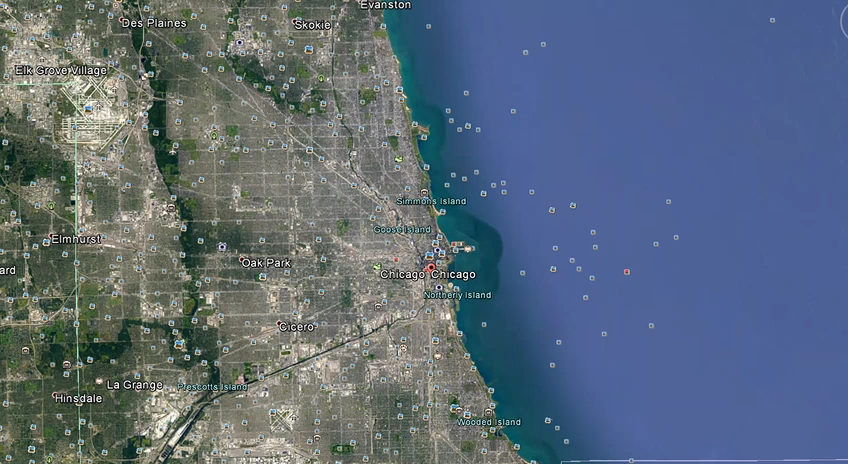 Evanston
Des Plaines
Skokie
Elk Grove Village
Simmons Island
Goose Island
Elmhurst
Oak Park
ard
Chicago Chicago
Northerly Island
Cicero
La Grange
Prescotts Island
Hinsdale
Wooded Island